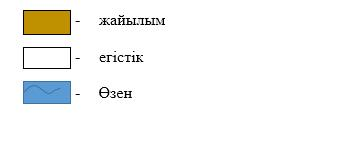 - жайылым
- егістік
- Өзен